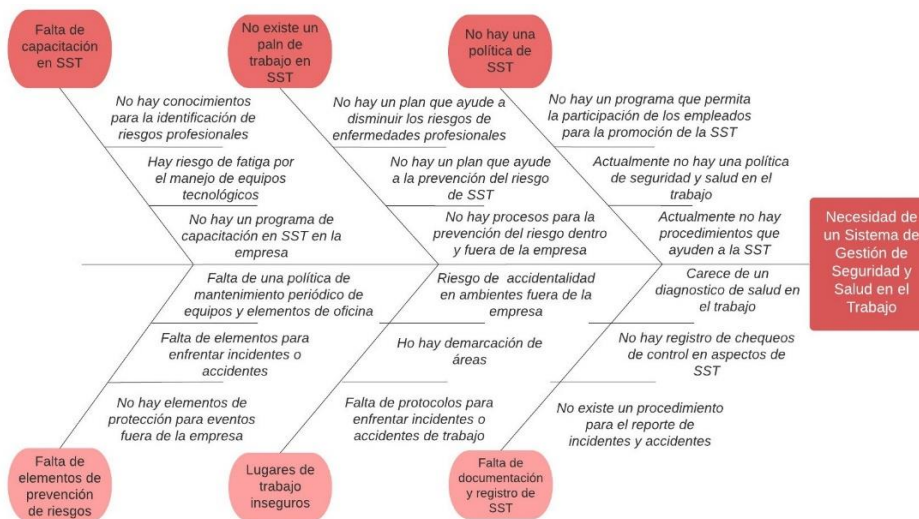 Falta de
capacitación
en SST
No existe un
paln de
trabajo en
SST
No hay una
política de
SST
No hay conocimientos
para la identificación de
riesgos profesionales
Hay riesgo de fatiga por
el manejo de equipos
tecnológicos
No hay un programa de
capacitación en SST en la
empresa
No hay un plan que ayude a
disminuir los riesgos de
enfermedades profesionales
No hay un plan que ayude
a la prevención del riesgo
de SST
No hay procesos para la
prevención del riesgo dentro
y fuera de la empresa
No hay un programa que permita
la participación de los empleados
para la promoción de la SST
Actualmente no hay una política
de seguridad y salud en el
trabajo
Actualmente no hay
procedimientos que
ayuden a la SST
Necesidad de
un Sistema de
Gestión de
Seguridad y
Salud en el
Trabajo
Falta de una política de
mantenimiento periódico de
equipos y elementos de oficina
Falta de elementos para
enfrentar incidentes o
accidentes
No hay elementos de
protección para eventos
fuera de la empresa
Riesgo de accidentalidad
en ambientes fuera de la
empresa
Ho hay demarcación de
áreas
Falta de protocolos para
enfrentar incidentes o
accidentes de trabajo
Carece de un
diagnostico de salud en
el trabajo
No hay registro de chequeos
de control en aspectos de
SST
No existe un procedimiento
para el reporte de
incidentes y accidentes
Falta de
elementos de
prevención
de riesgos
Lugares de
trabajo
inseguros
Falta de
documentación
y registro de
SST